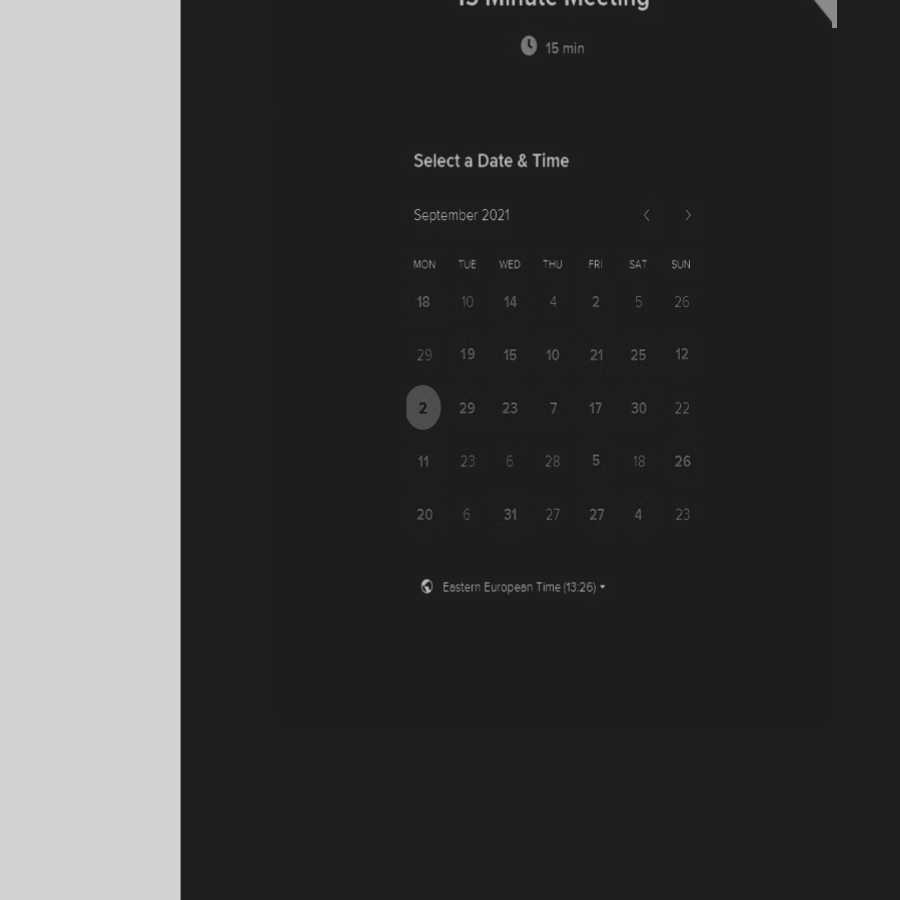 15 Minute Meeting
15 min
Select a Date & Time
September 2021
MON TUE WED THU FRI SAT SUN
18 10 14 4 2 5 26
29 19 15 10 21 25 12
2 29 23 7 17 30 22
11 23 6 28 5 18 26
20 6 31 27 27 4 23
Eastern European Time (13:26)